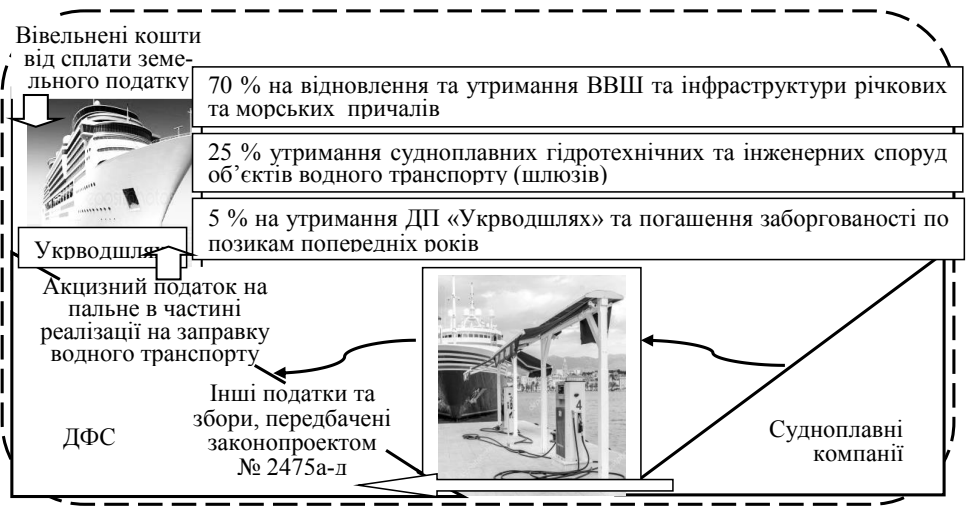 Вівельнені кошти
від сплати земе-
льного податку
70 % на відновлення та утримання ВВШ та інфраструктури річкових
та морських причалів
25 % утримання судноплавних гідротехнічних та інженерних споруд
об’єктів водного транспорту (шлюзів)
5 % на утримання ДП «Укрводшлях» та погашення заборгованості по
позикам попередніх років
Укрводшлях
Акцизний податок на
пальне в частині
реалізації на заправку
водного транспорту
Інші податки та
збори, передбачені
законопроектом
№ 2475а-д
ДФС
Судноплавні
компанії
4